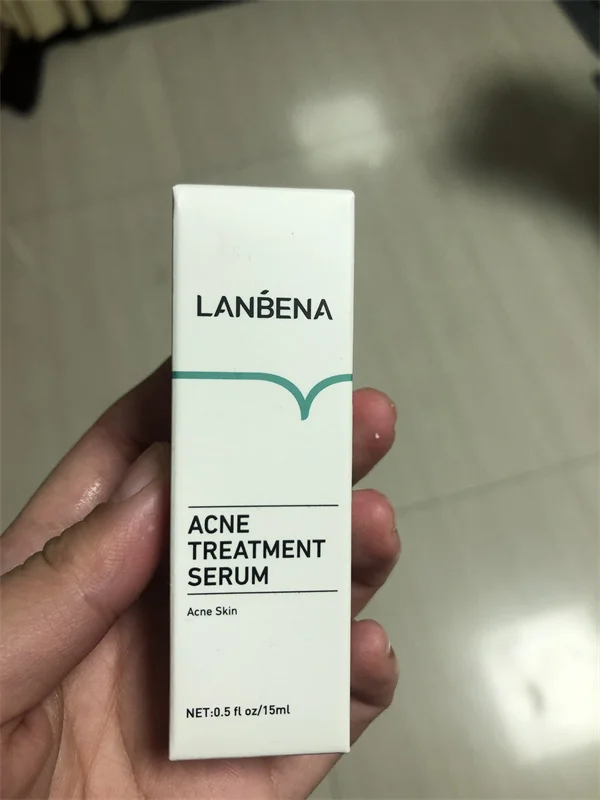 LANBENA
ACNE
TREATMENT
SERUM
Acne Skin
NET:0.5 fl oz/15ml